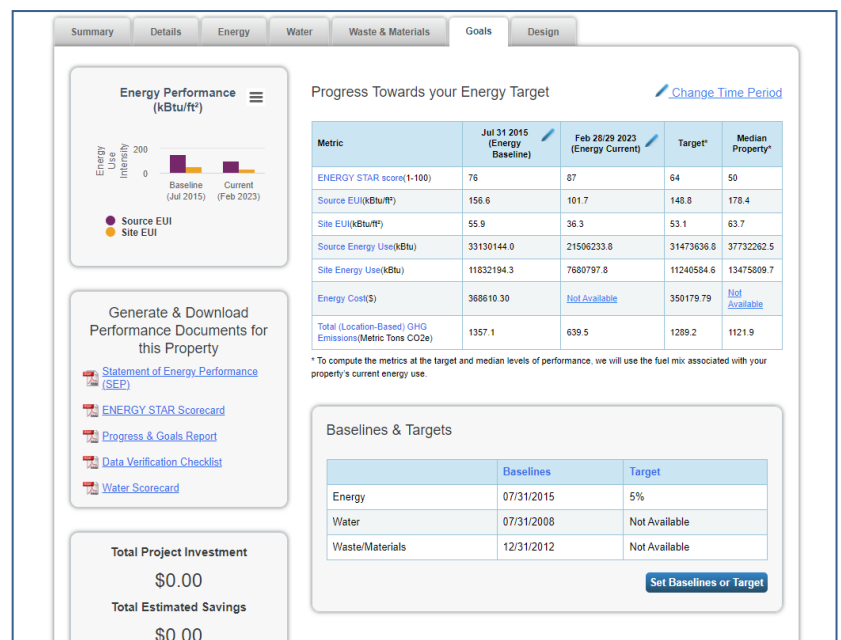 Summary Details Energy Water Waste & Materials Goals Design
Energy Performance
(kBtu/ft²)
Energy
Use
Intensity
200
0
Baseline
(Jul 2015)
Current
(Feb 2023)
Source EUI
Site EUI
Generate & Download
Performance Documents for
this Property
Statement of Energy Performance
(SEP)
ENERGY STAR Scorecard
Progress & Goals Report
Data Verification Checklist
Water Scorecard
Total Project Investment
$0.00
Total Estimated Savings
$0.00
Progress Towards your Energy Target
Change Time Period
Metric
Jul 31 2015
(Energy
Baseline)
Feb 28/29 2023
(Energy Current)
Target*
Median
Property*
ENERGY STAR score(1-100) 76 87 64 50
Source EUI(kBtu/ft²) 156.6 101.7 148.8 178.4
Site EUI(kBtu/ft²) 55.9 36.3 53.1 63.7
Source Energy Use(kBtu) 33130144.0 21506233.8 31473636.8 37732262.5
Site Energy Use(kBtu) 11832194.3 7680797.8 11240584.6 13475809.7
Energy Cost($) 368610.30 Not Available 350179.79 Not
Available
Total (Location-Based) GHG
Emissions(Metric Tons CO2e) 1357.1 639.5 1289.2 1121.9
* To compute the metrics at the target and median levels of performance, we will use the fuel mix associated with your
property's current energy use.
Baselines & Targets
Baselines Target
Energy 07/31/2015 5%
Water 07/31/2008 Not Available
Waste/Materials 12/31/2012 Not Available
Set Baselines or Target